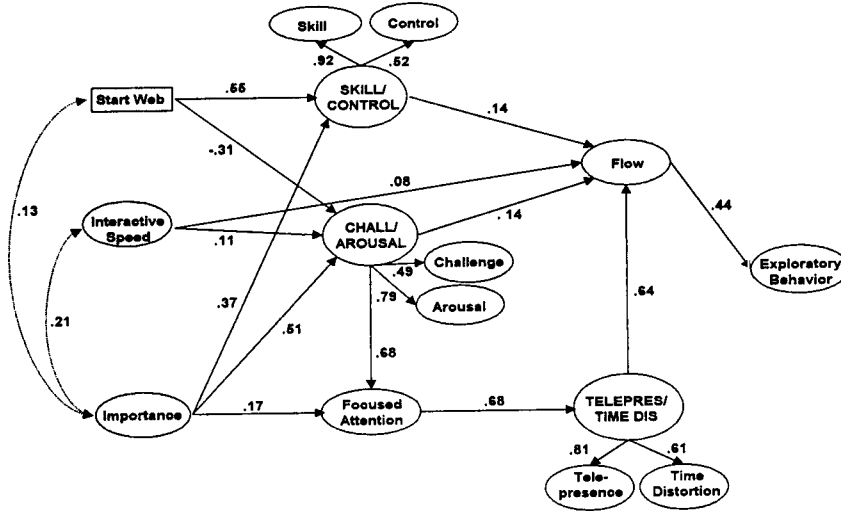 Skill
Control
.92
.52
Start Web
.55
SKILL/
CONTROL
.14
-.31
Flow
.08
.13
Interactive
Speed
.11
CHALL/
AROUSAL
.14
.44
Challenge
.49
Exploratory
Behavior
.79
Arousal
.37
.64
.21
.51
.68
Importance
.17
Focused
Attention
.68
TELEPRES/
TIME DIS
.81
.61
Tele-
presence
Time
Distortion